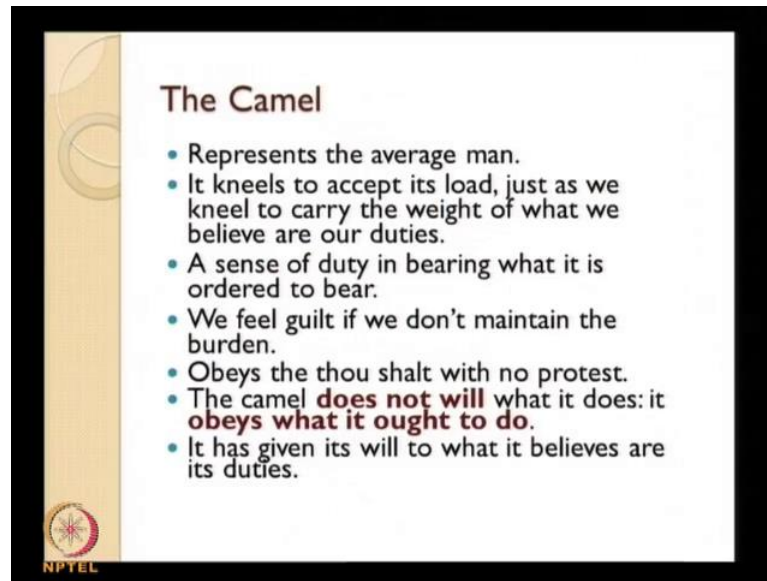 The Camel
• Represents the average man.
• It kneels to accept its load, just as we
kneel to carry the weight of what we
believe are our duties.
• A sense of duty in bearing what it is
ordered to bear.
• We feel guilt if we don't maintain the
burden.
• Obeys the thou shalt with no protest.
• The camel does not will what it does: it
obeys what it ought to do.
• It has given its will to what it believes are
its duties.
NPTEL